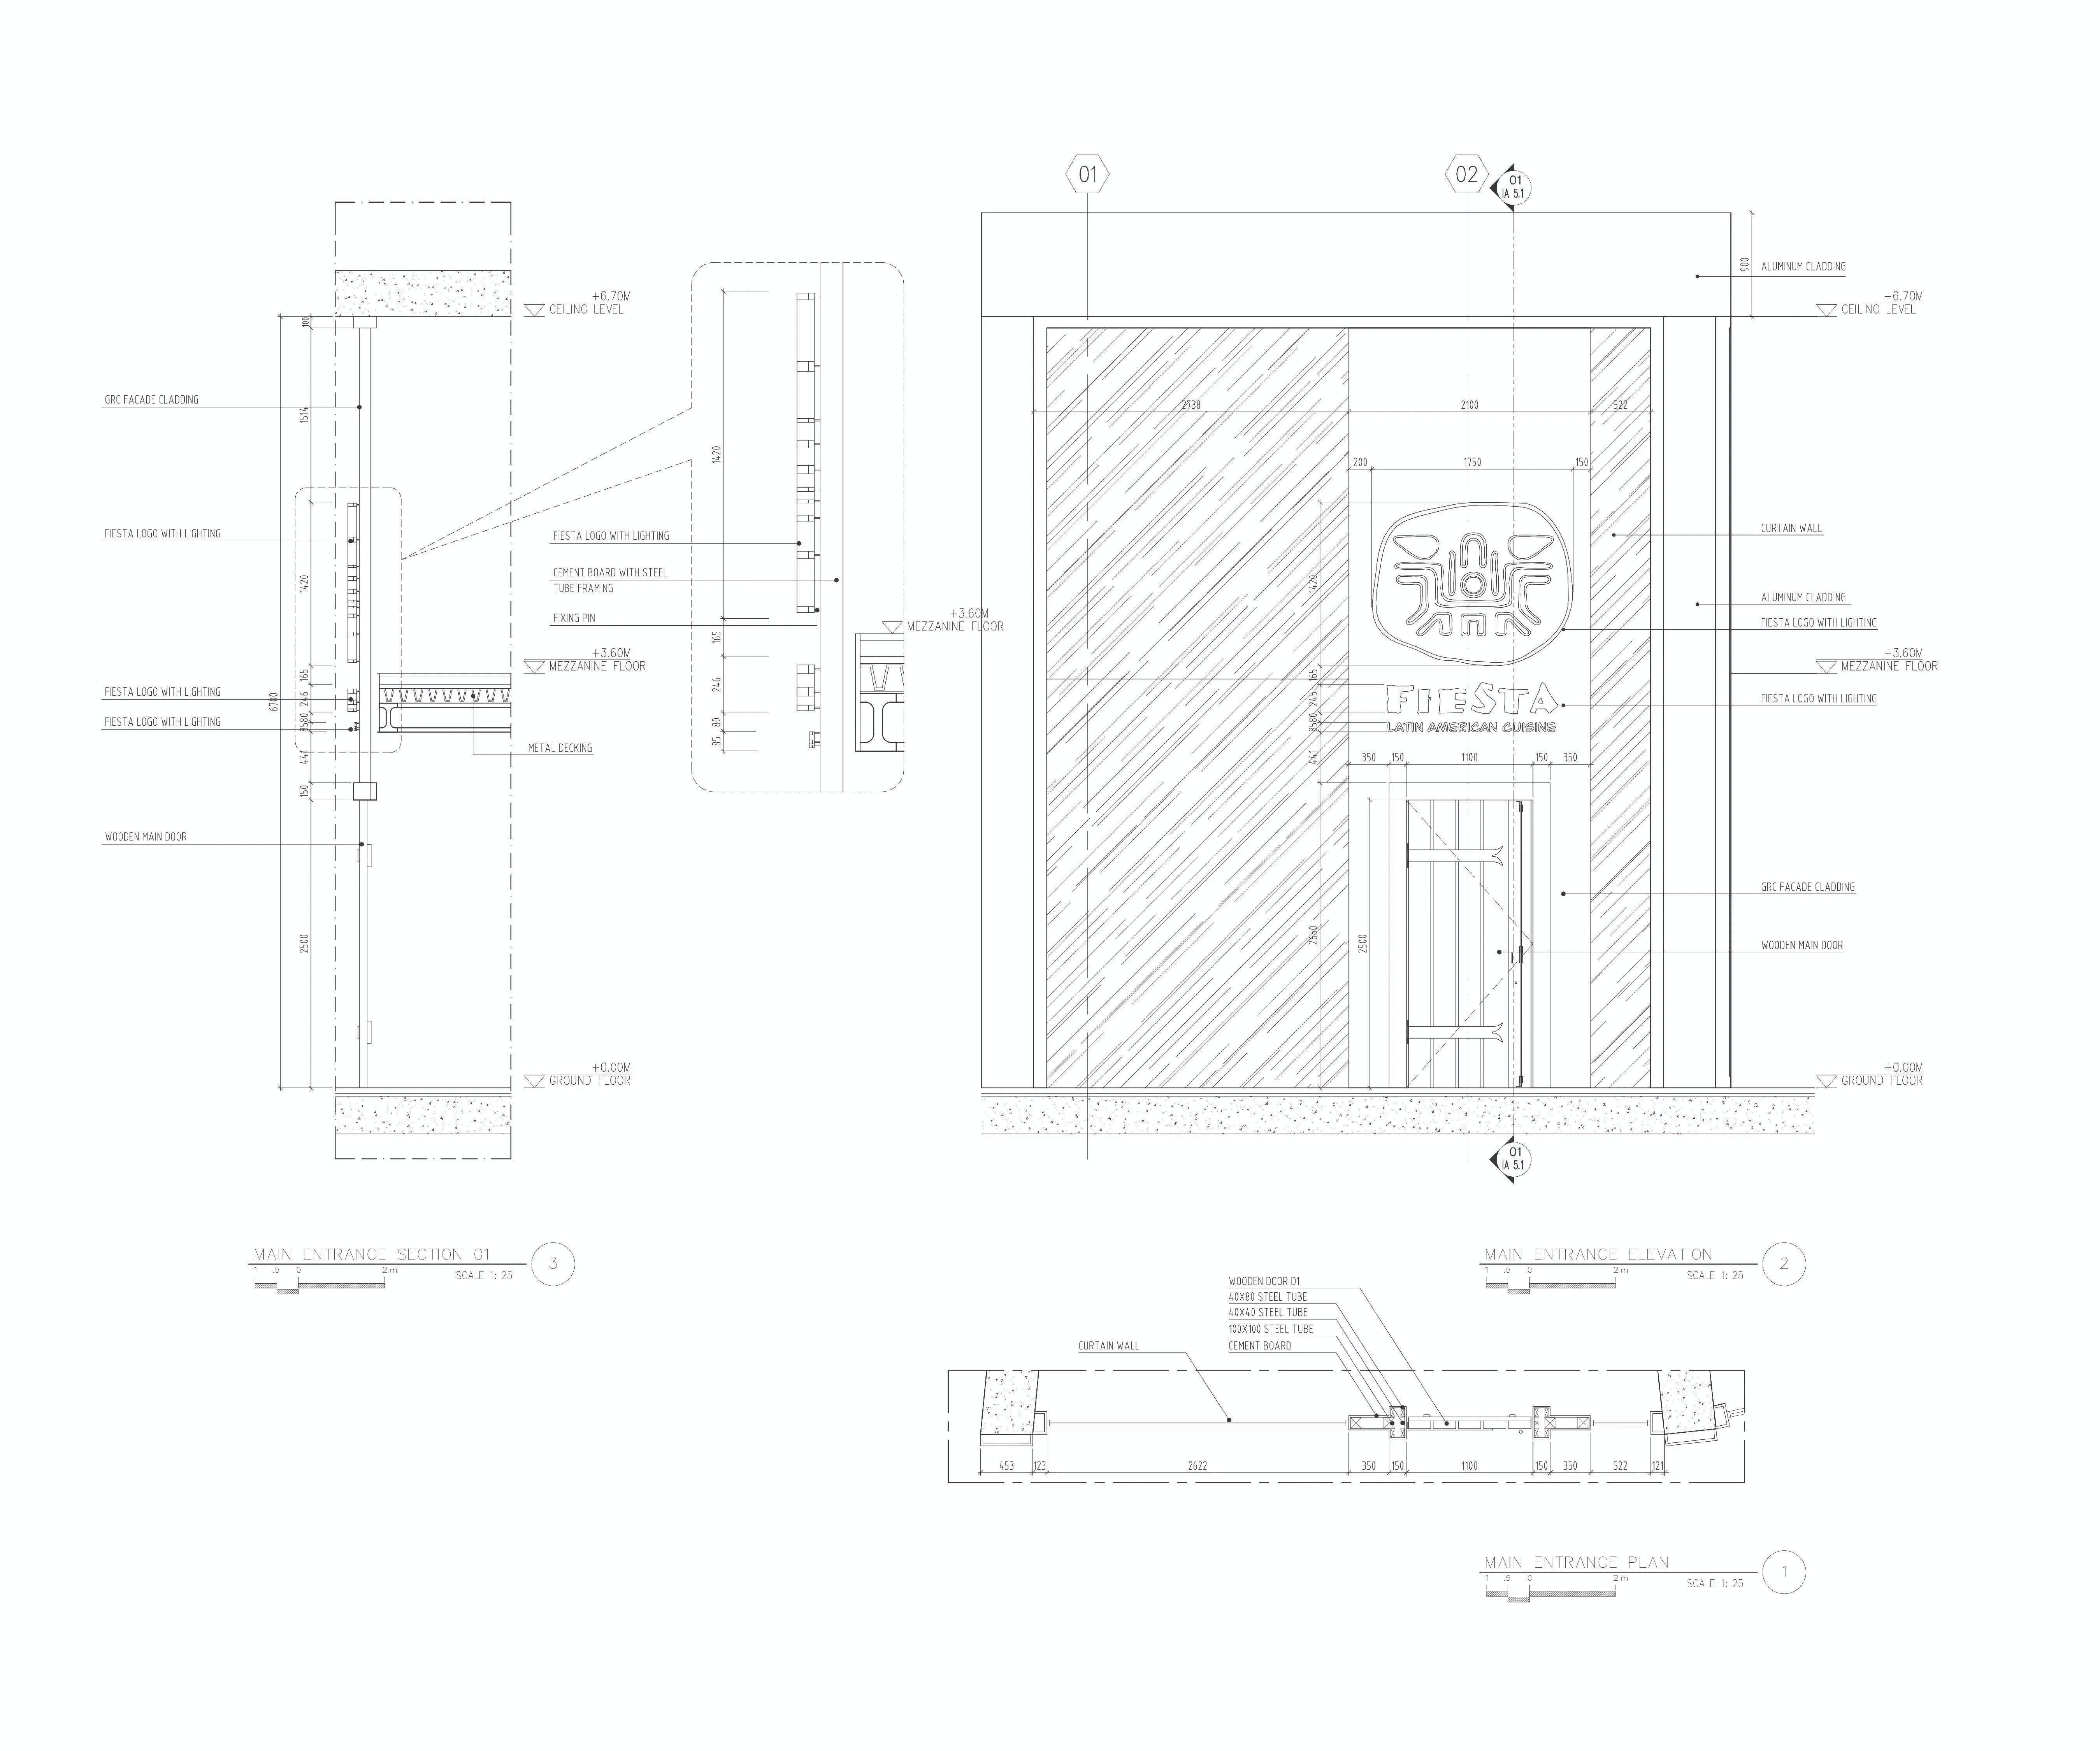 01
02
01
IA 5.1
900
ALUMINUM CLADDING
+6.70M
CEILING LEVEL
+6.70M
CEILING LEVEL
100
1514
GRC FACADE CLADDING
2738
2100
522
1420
200
1750
150
FIESTA LOGO WITH LIGHTING
FIESTA LOGO WITH LIGHTING
CURTAIN WALL
CEMENT BOARD WITH STEEL
TUBE FRAMING
1420
1420
ALUMINUM CLADDING
FIXING PIN
+3.60M
MEZZANINE FLOOR
FIESTA LOGO WITH LIGHTING
165
+3.60M
MEZZANINE FLOOR
+3.60M
MEZZANINE FLOOR
165
165
FIESTA LOGO WITH LIGHTING
6700
246
246
245
FIESTA
FIESTA LOGO WITH LIGHTING
FIESTA LOGO WITH LIGHTING
8580
80
8580
LATIN AMERICAN CUISINE
METAL DECKING
85
441
441
350
150
1100
150
350
150
WOODEN MAIN DOOR
GRC FACADE CLADDING
2500
2650
2500
WOODEN MAIN DOOR
+0.00M
GROUND FLOOR
+0.00M
GROUND FLOOR
01
IA 5.1
MAIN ENTRANCE SECTION 01
3
1 .5 0 2 m
SCALE 1: 25
MAIN ENTRANCE ELEVATION
2
1 .5 0 2 m
SCALE 1: 25
WOODEN DOOR D1
40X80 STEEL TUBE
40X40 STEEL TUBE
100X100 STEEL TUBE
CURTAIN WALL
CEMENT BOARD
453
123
2622
350
150
1100
150
350
522
121
MAIN ENTRANCE PLAN
1
1 .5 0 2 m
SCALE 1: 25